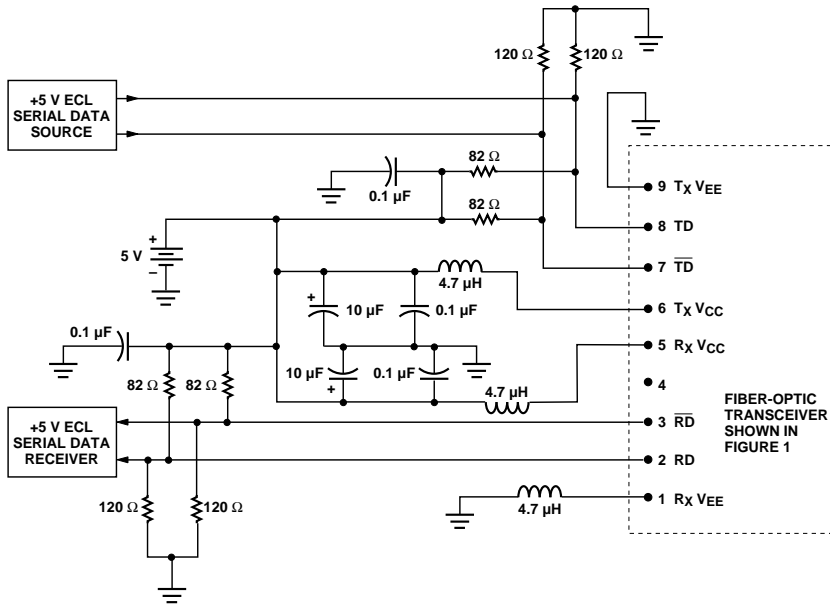 120 Ω
120 Ω
+5 V ECL
SERIAL DATA
SOURCE
82 Ω
0.1 µF
82 Ω
9 TX VEE
8 TD
7 T̅D̅
+
5 V
−
4.7 µH
6 TX VCC
+
10 µF
0.1 µF
0.1 µF
5 RX VCC
10 µF
+
0.1 µF
82 Ω
82 Ω
4.7 µH
4
FIBER-OPTIC
TRANSCEIVER
SHOWN IN
FIGURE 1
+5 V ECL
SERIAL DATA
RECEIVER
3 R̅D̅
2 RD
120 Ω
120 Ω
4.7 µH
1 RX VEE